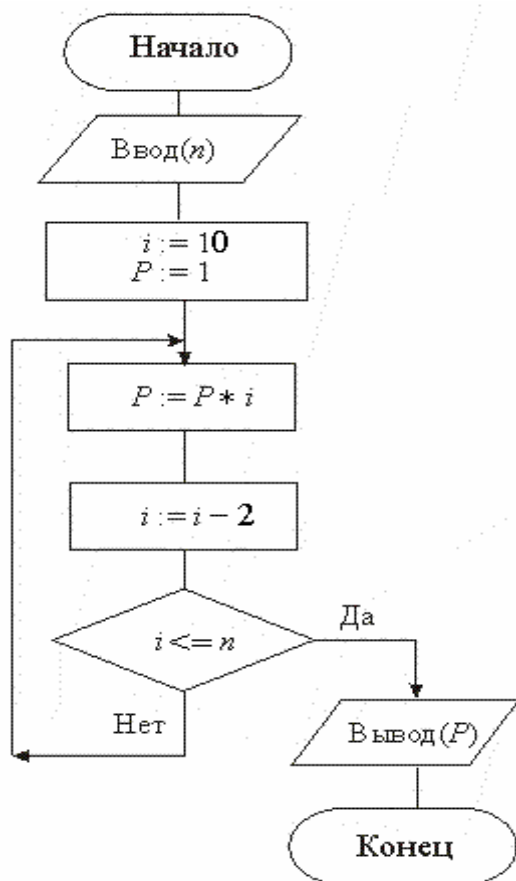 Начало
Ввод(n)
i := 10
P := 1
P := P * i
i := i − 2
i <= n
Да
Нет
Вывод(P)
Конец